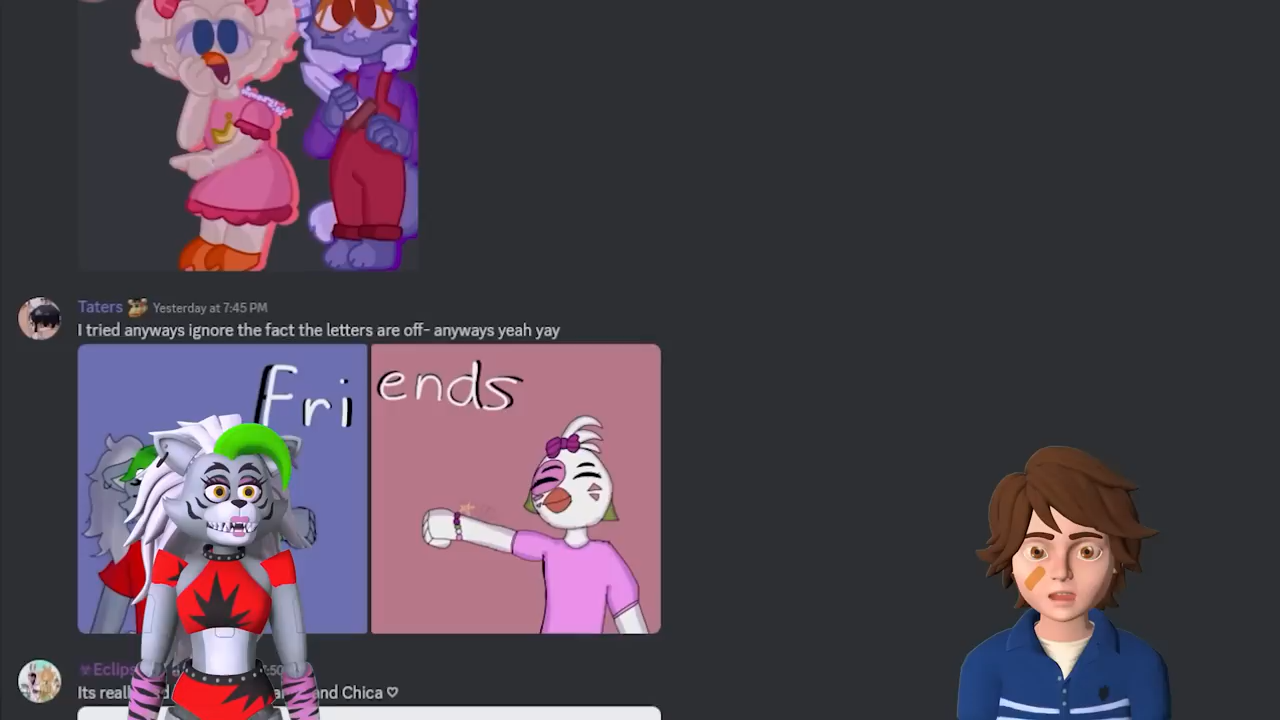 Taters Yesterday at 7:45 PM
I tried anyways ignore the fact the letters are off- anyways yeah yay
Fri ends
Eclips
Its and Chica ♡